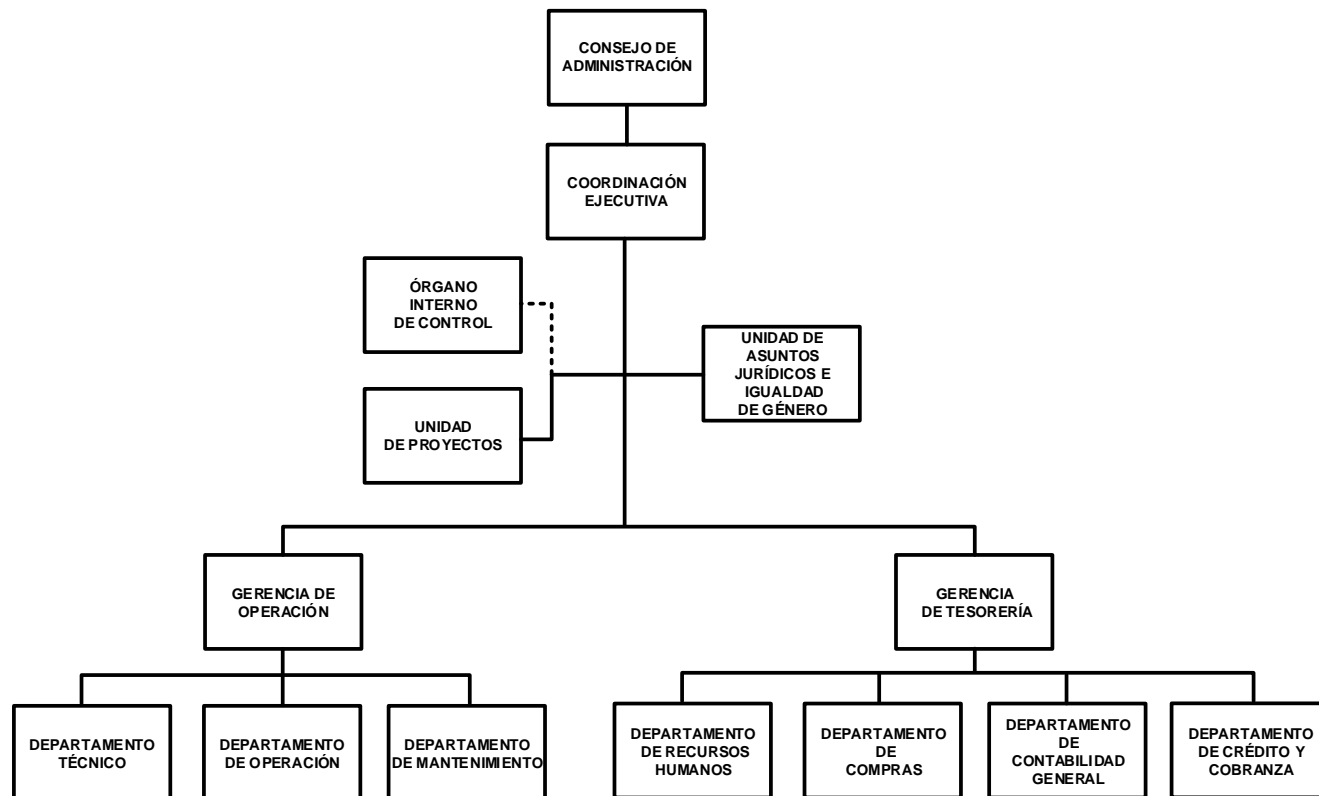 CONSEJO DE
ADMINISTRACIÓN
COORDINACIÓN
EJECUTIVA
ÓRGANO
INTERNO
DE CONTROL
UNIDAD DE
ASUNTOS
JURÍDICOS E
IGUALDAD
DE GÉNERO
UNIDAD
DE PROYECTOS
GERENCIA DE
OPERACIÓN
GERENCIA
DE TESORERÍA
DEPARTAMENTO
TÉCNICO
DEPARTAMENTO
DE OPERACIÓN
DEPARTAMENTO
DE MANTENIMIENTO
DEPARTAMENTO
DE RECURSOS
HUMANOS
DEPARTAMENTO
DE
COMPRAS
DEPARTAMENTO
DE
CONTABILIDAD
GENERAL
DEPARTAMENTO
DE CRÉDITO Y
COBRANZA